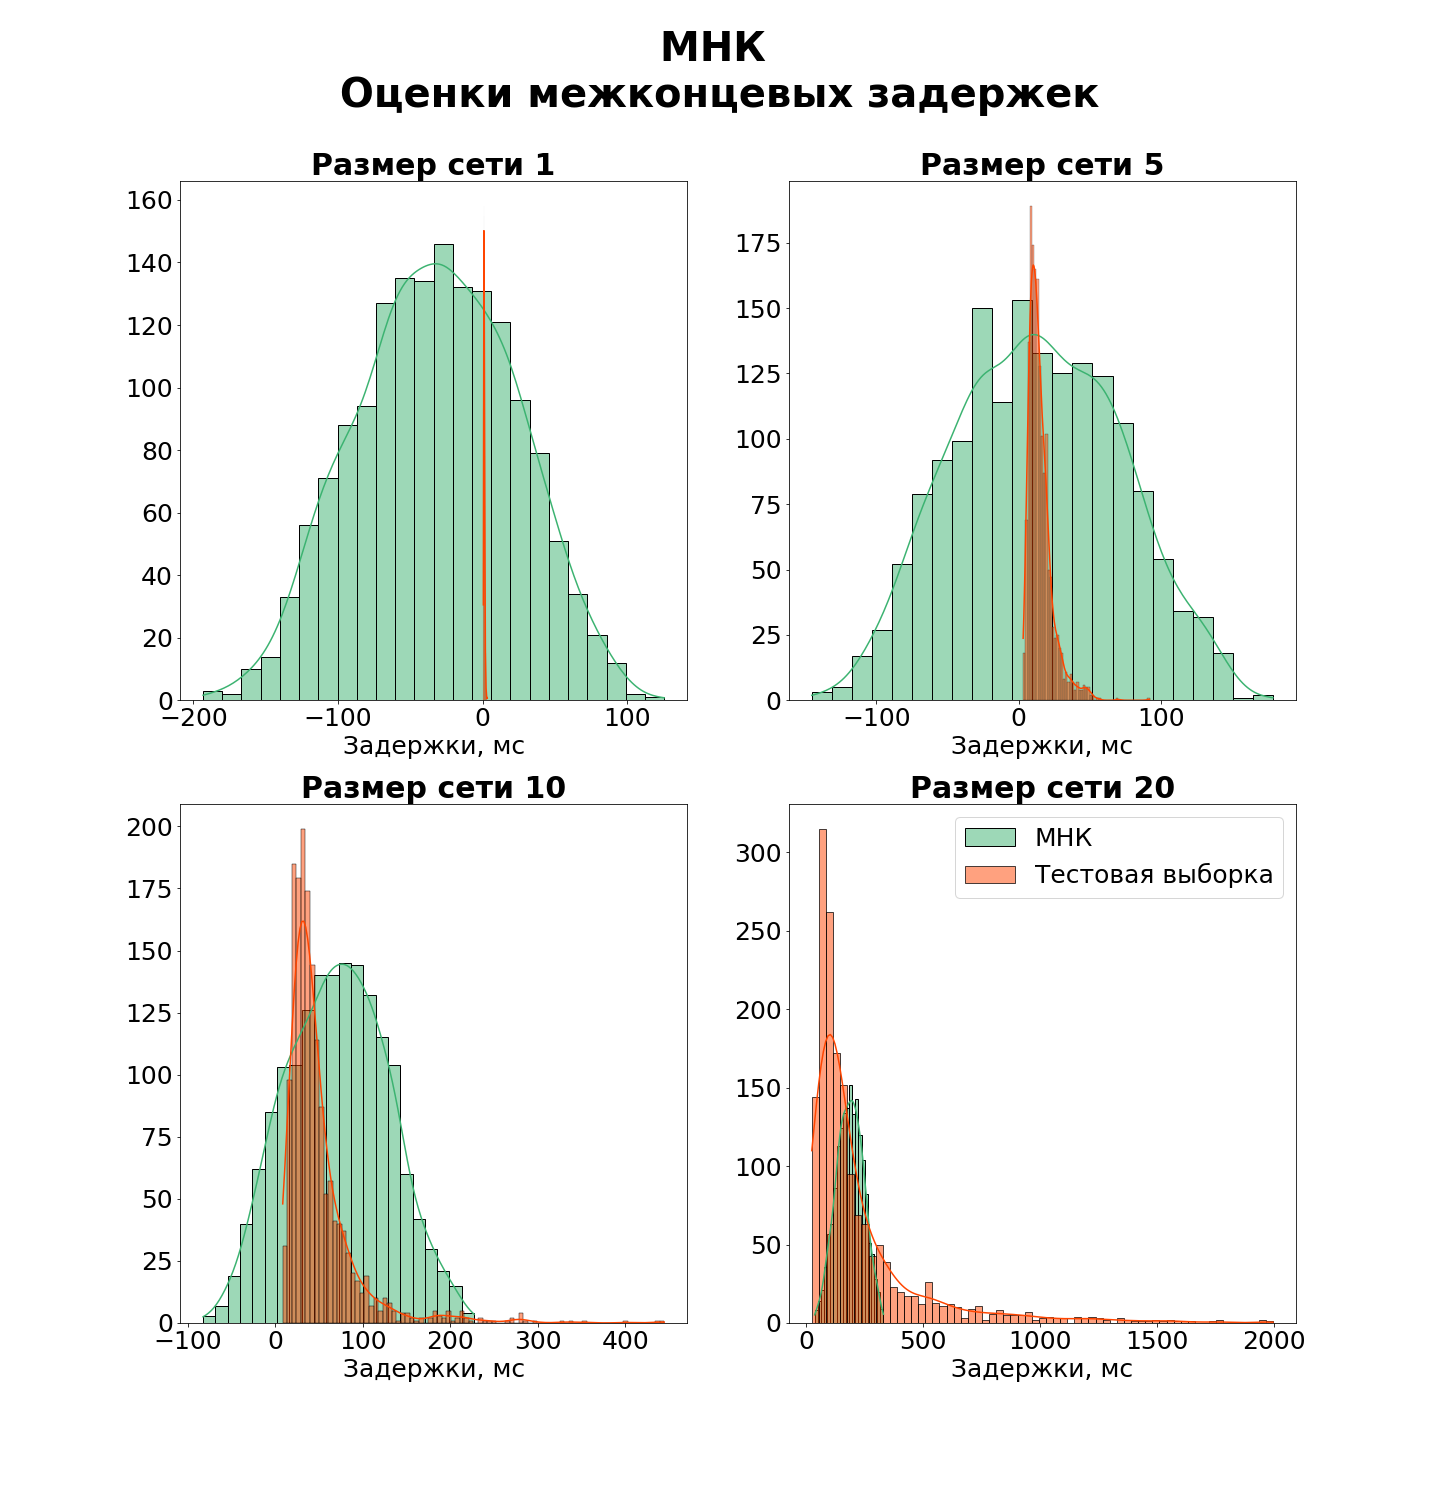 МНК
Оценки межконцевых задержек
Размер сети 1
160
140
120
100
80
60
40
20
0
−200 −100 0 100
Задержки, мс
Размер сети 5
175
150
125
100
75
50
25
0
−100 0 100
Задержки, мс
Размер сети 10
200
175
150
125
100
75
50
25
0
−100 0 100 200 300 400
Задержки, мс
Размер сети 20
МНК
Тестовая выборка
300
250
200
150
100
50
0
0 500 1000 1500 2000
Задержки, мс